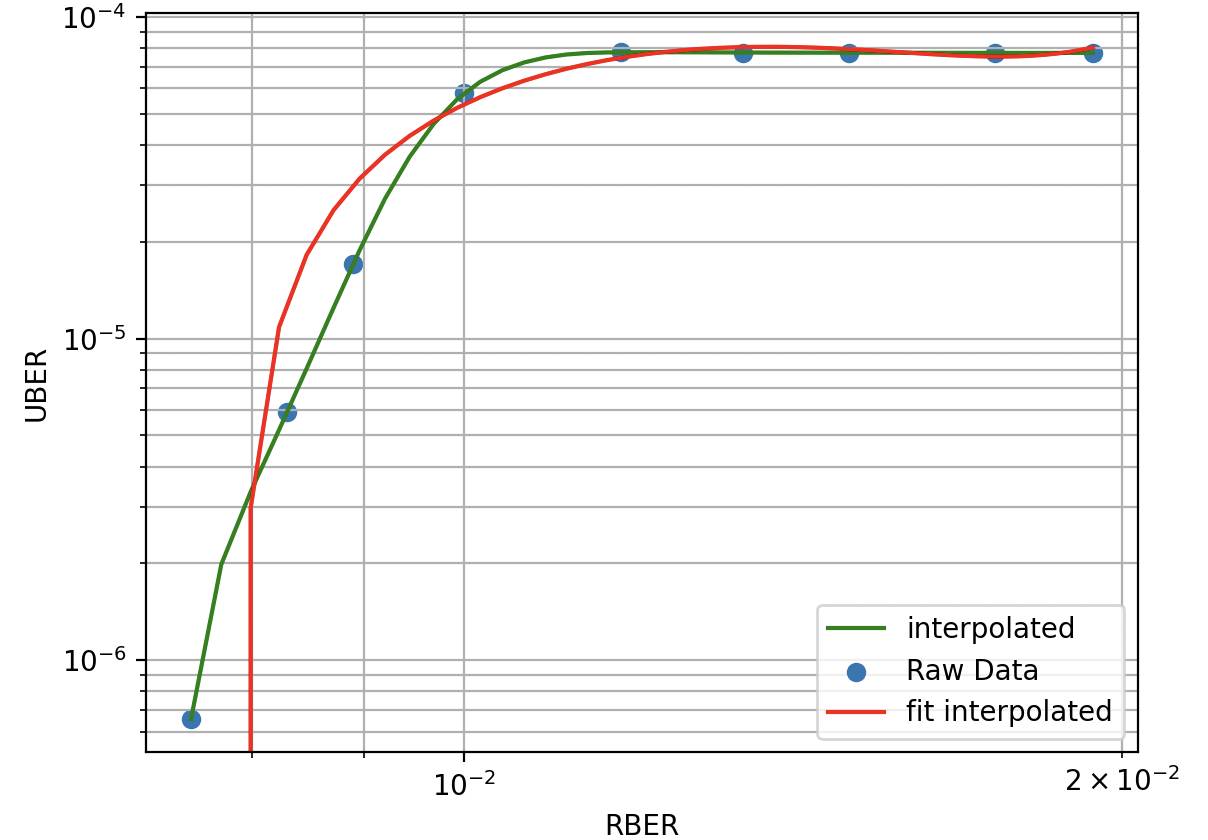 10⁻⁴
10⁻⁵
10⁻⁶
UBER
interpolated
Raw Data
fit interpolated
10⁻² 2 × 10⁻²
RBER